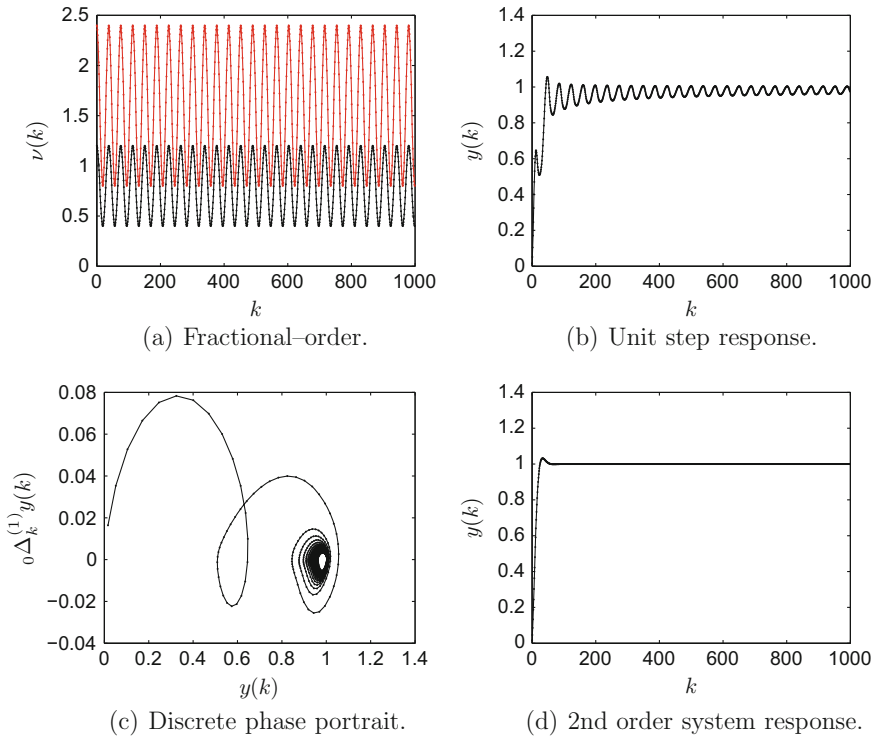 2.5
2
1.5
1
0.5
0
ν(k)
0 200 400 600 800 1000
k
(a) Fractional–order.
1.4
1.2
1
0.8
0.6
0.4
0.2
0
y(k)
0 200 400 600 800 1000
k
(b) Unit step response.
0.08
0.06
0.04
0.02
0
−0.02
−0.04
₀Δₖ⁽¹⁾y(k)
0 0.2 0.4 0.6 0.8 1 1.2 1.4
y(k)
(c) Discrete phase portrait.
1.4
1.2
1
0.8
0.6
0.4
0.2
0
y(k)
0 200 400 600 800 1000
k
(d) 2nd order system response.